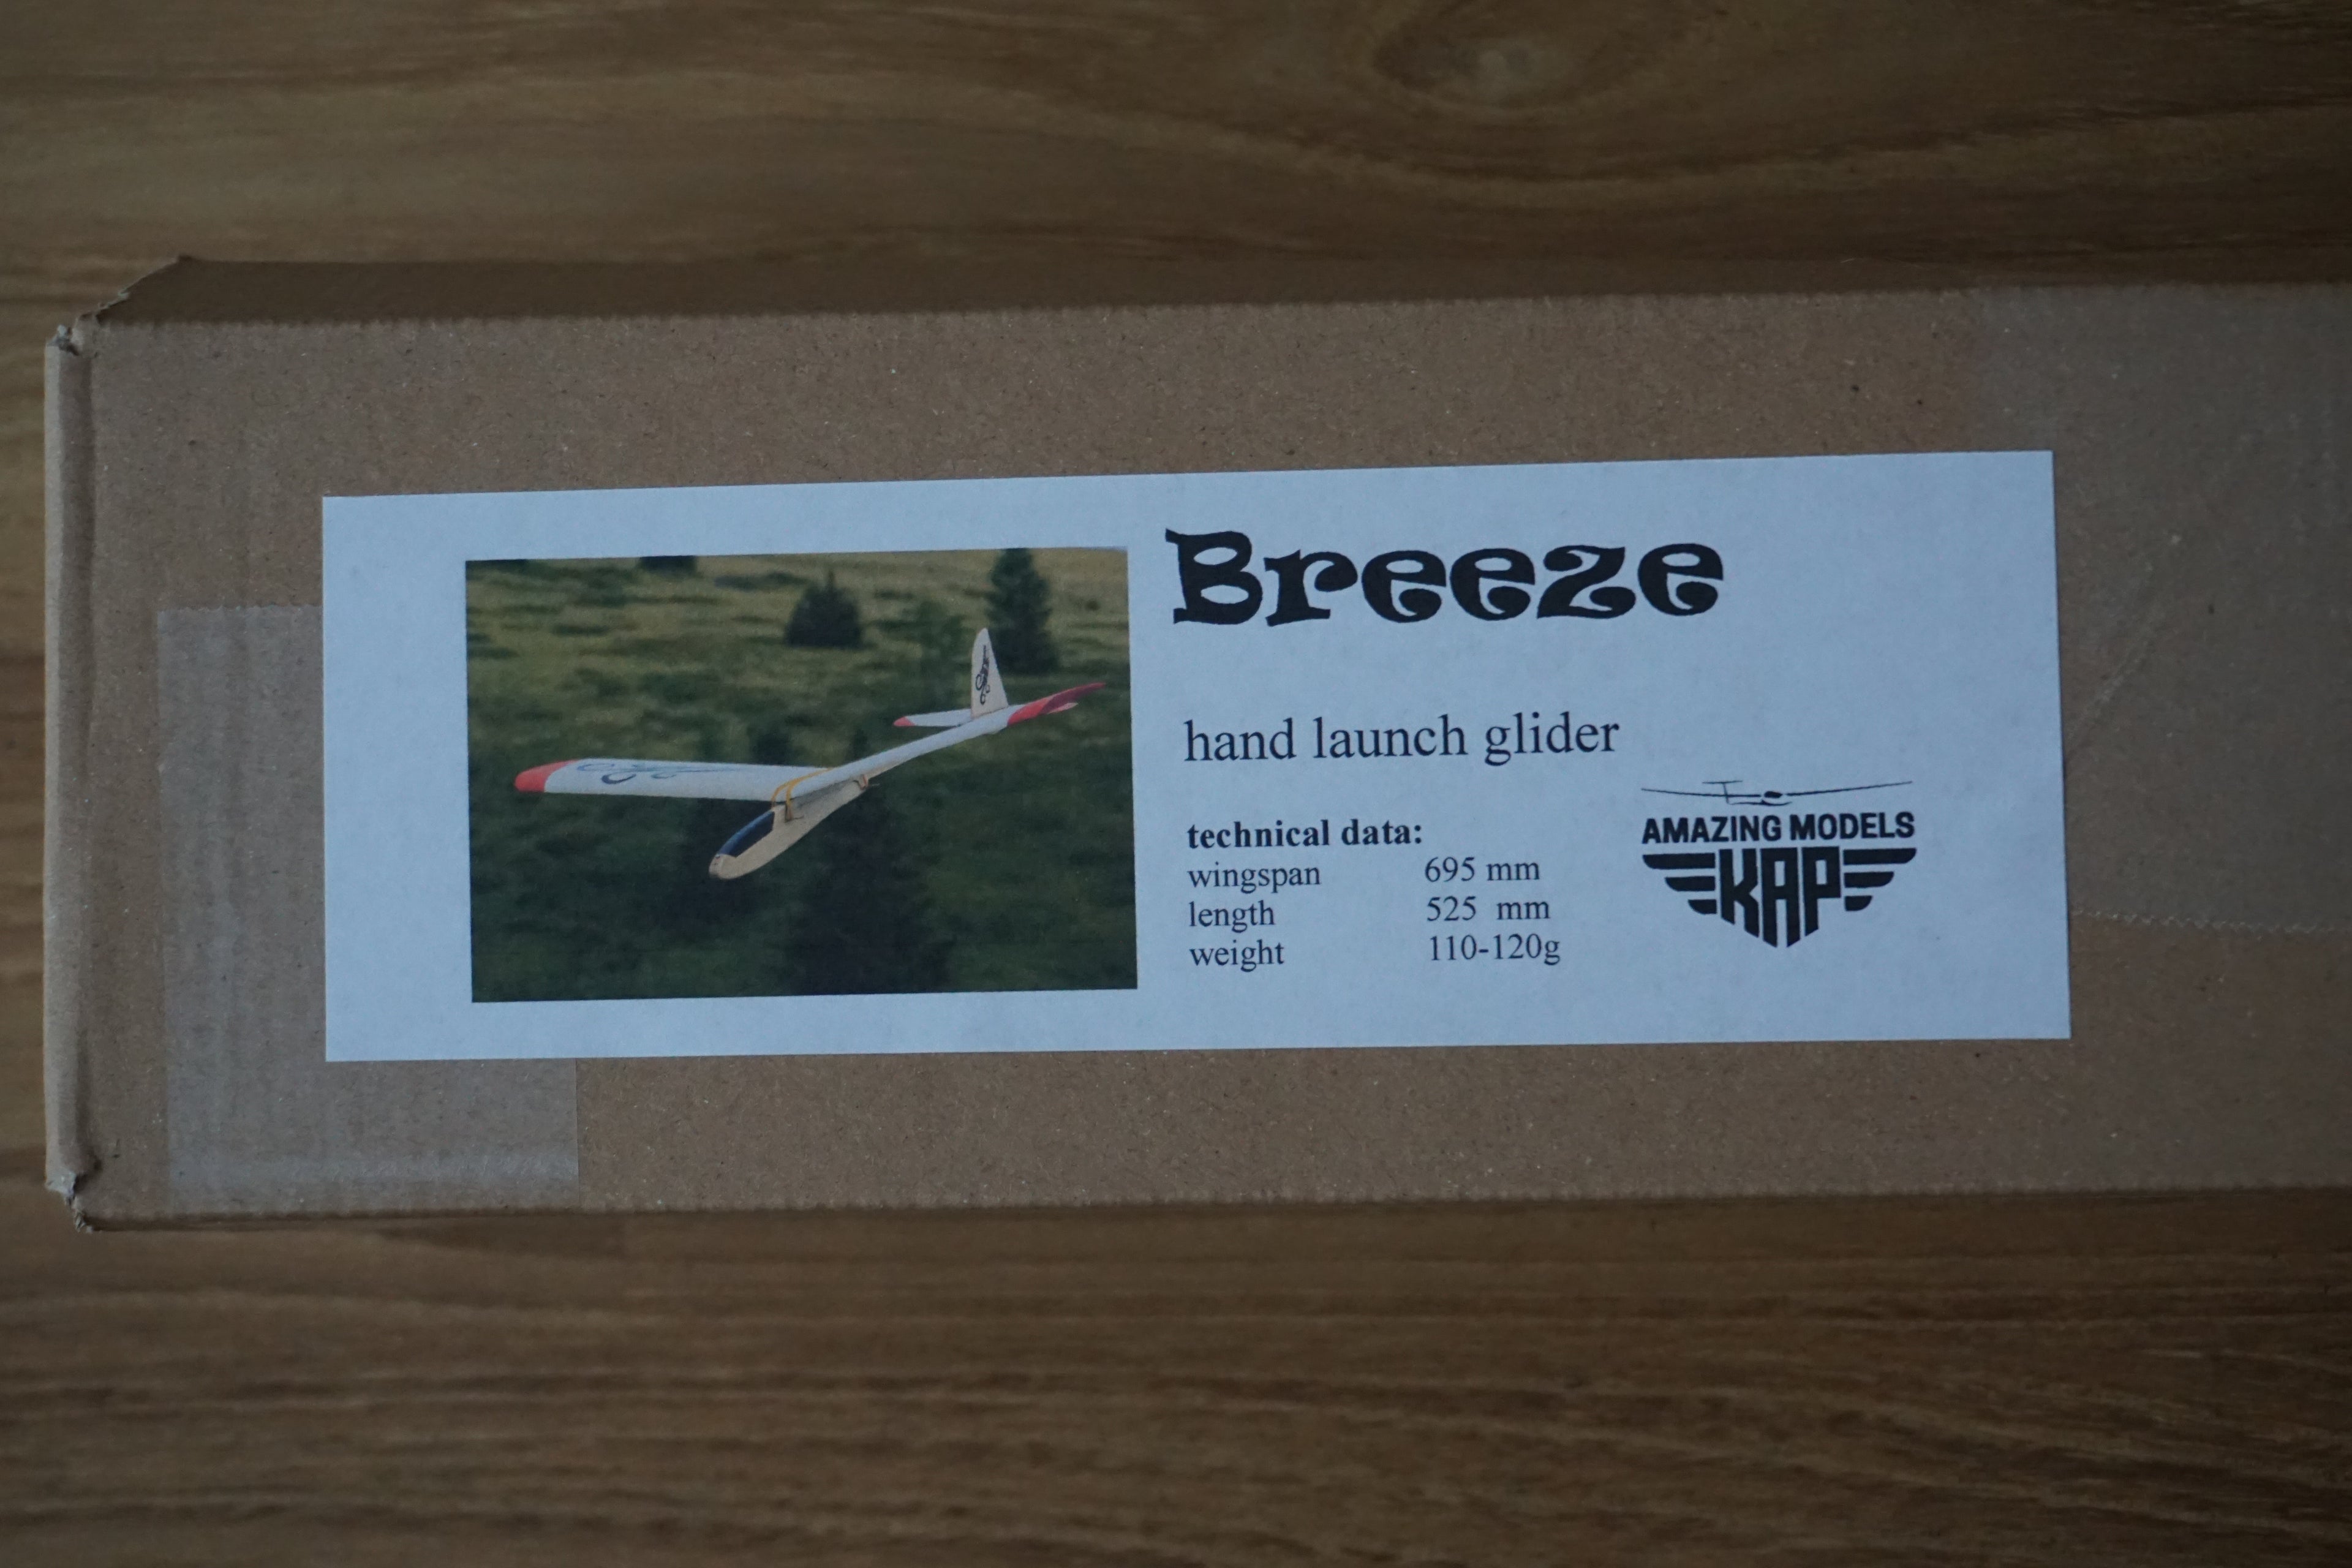 Breeze
hand launch glider
technical data:
wingspan 695 mm
length 525 mm
weight 110-120g
AMAZING MODELS
KAP